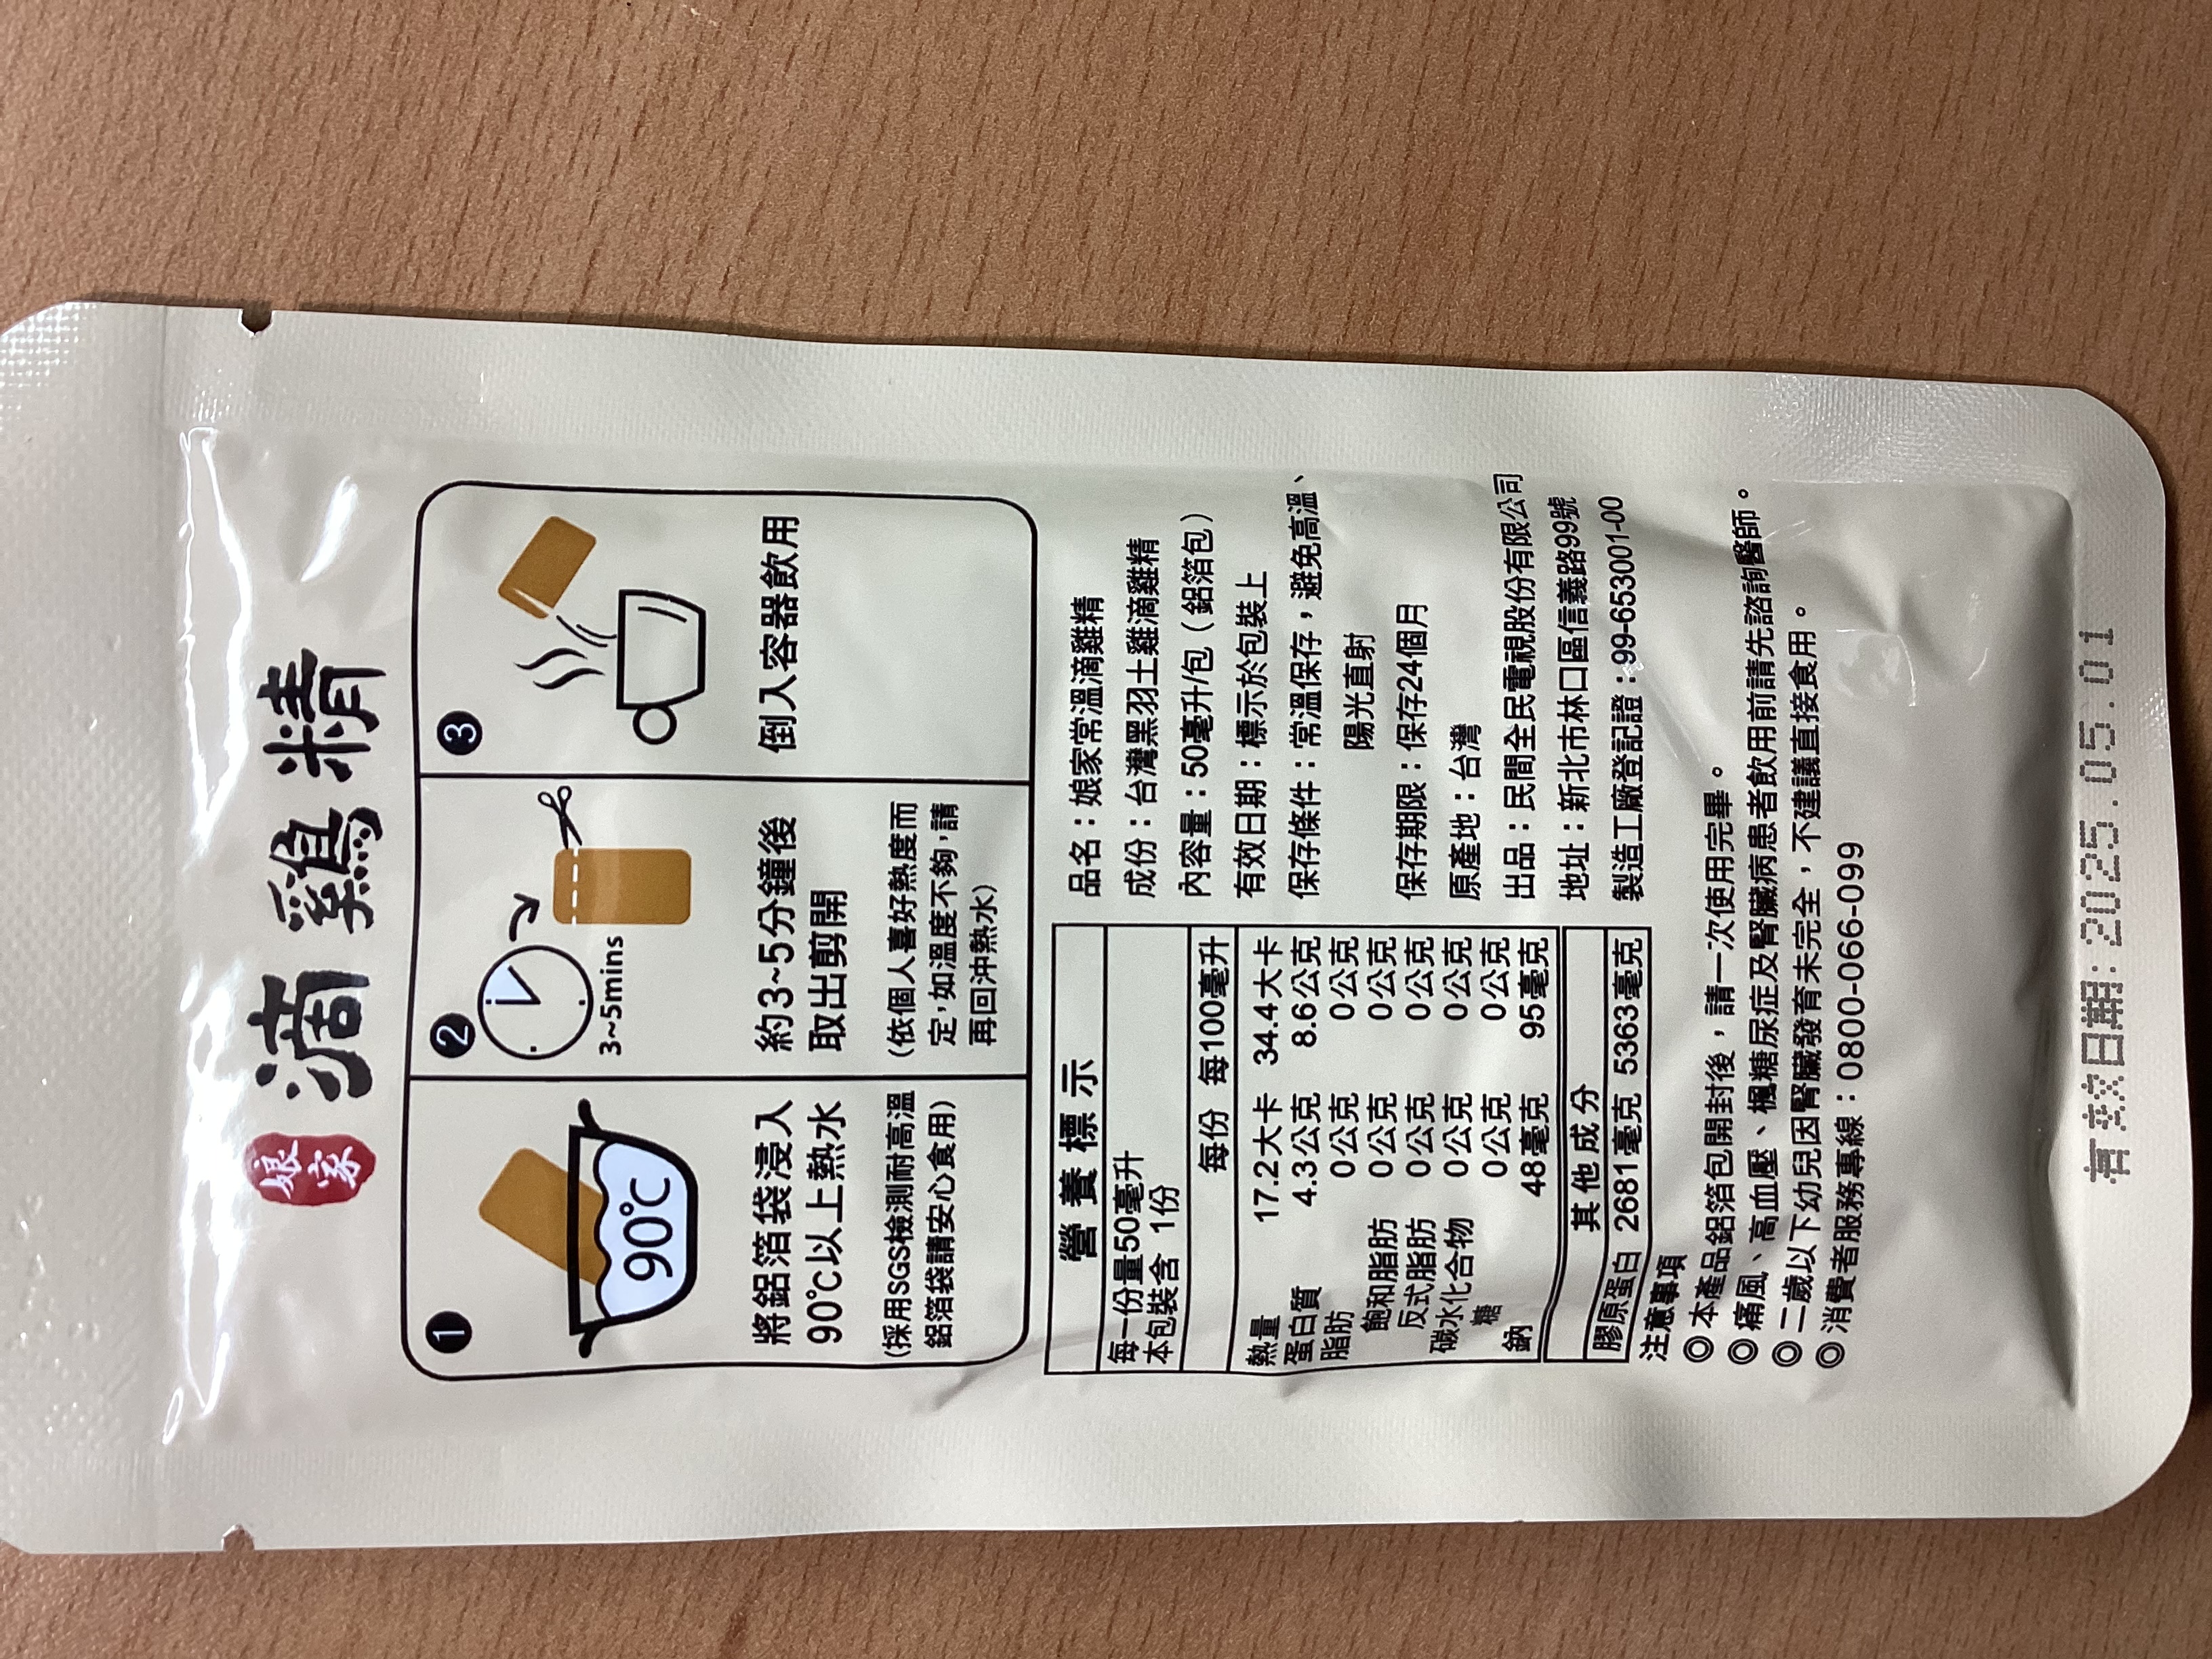 娘家
滴雞精
1
90℃
將鋁箔袋浸入
90℃以上熱水
(採用SGS檢測耐高溫
鋁箔袋請安心食用)
2
3~5mins
約3~5分鐘後
取出剪開
(依個人喜好熱度而
定,如溫度不夠,請
再回沖熱水)
3
倒入容器飲用
營養標示
每一份量50毫升
本包裝含 1份
每份 每100毫升
熱量 17.2大卡 34.4大卡
蛋白質 4.3公克 8.6公克
脂肪 0公克 0公克
飽和脂肪 0公克 0公克
反式脂肪 0公克 0公克
碳水化合物 0公克 0公克
糖 0公克 0公克
鈉 48毫克 95毫克
其他成分
膠原蛋白 2681毫克 5363毫克
品名：娘家常溫滴雞精
成份：台灣黑羽土雞滴雞精
內容量：50毫升/包（鋁箔包）
有效日期：標示於包裝上
保存條件：常溫保存，避免高溫、
陽光直射
保存期限：保存24個月
原產地：台灣
出品：民間全民電視股份有限公司
地址：新北市林口區信義路99號
製造工廠登記證：99-653001-00
注意事項
◎本產品鋁箔包開封後，請一次使用完畢。
◎痛風、高血壓、楓糖尿症及腎臟病患者飲用前請先諮詢醫師。
◎二歲以下幼兒因腎臟發育未完全，不建議直接食用。
◎消費者服務專線：0800-066-099
有效日期:2025.05.01